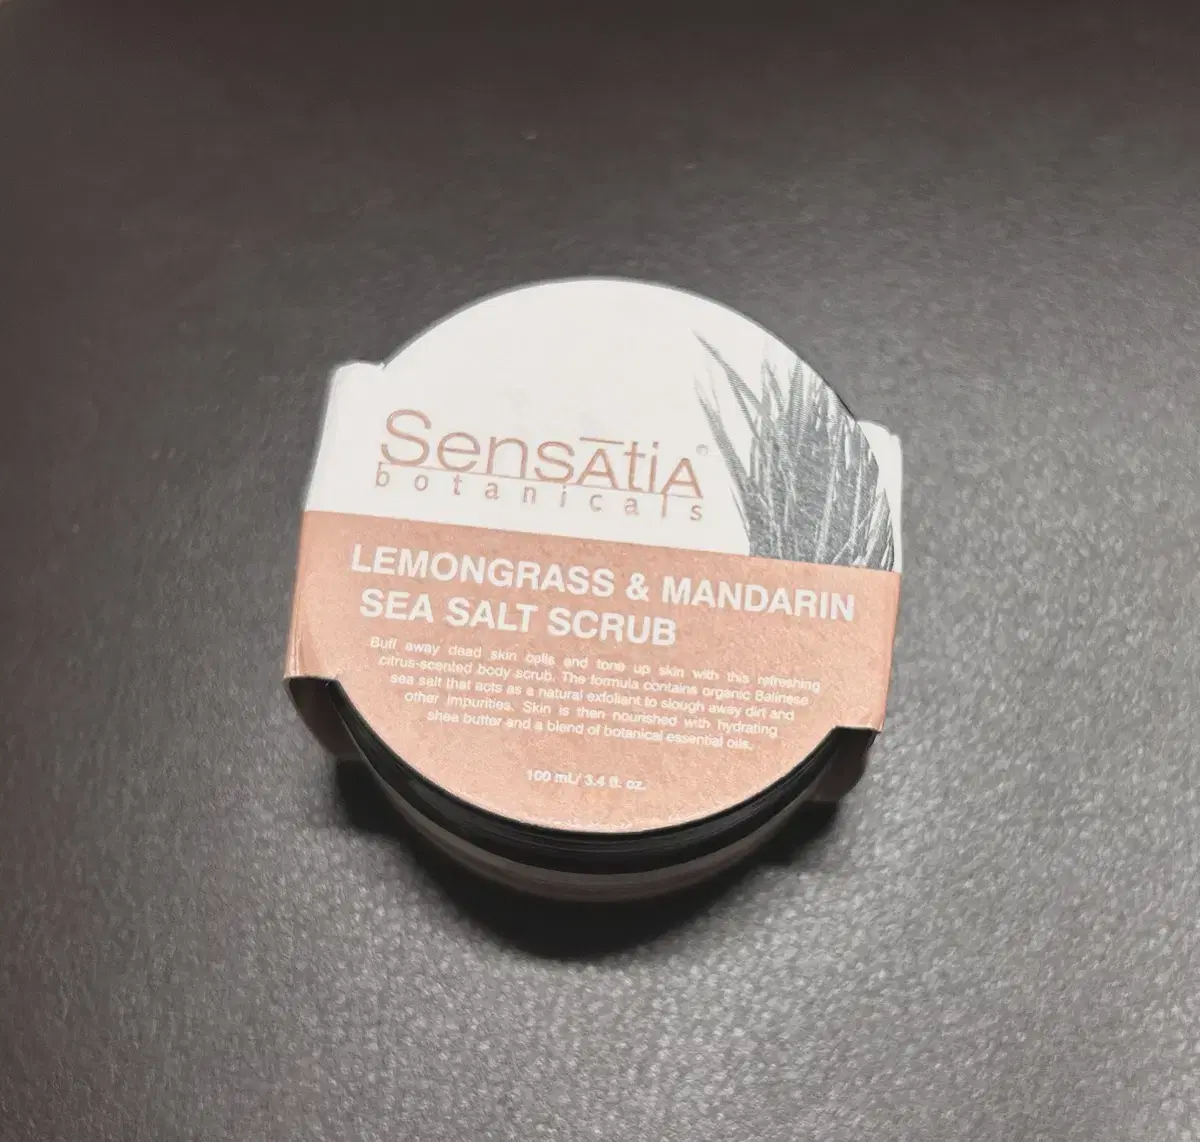 SensātiA®
botanicals
LEMONGRASS & MANDARIN
SEA SALT SCRUB
Buff away dead skin cells and tone up skin with this refreshing
citrus-scented body scrub. The formula contains organic Balinese
sea salt that acts as a natural exfoliant to slough away dirt and
other impurities. Skin is then nourished with hydrating
shea butter and a blend of botanical essential oils.
100 mL/ 3.4 fl. oz.